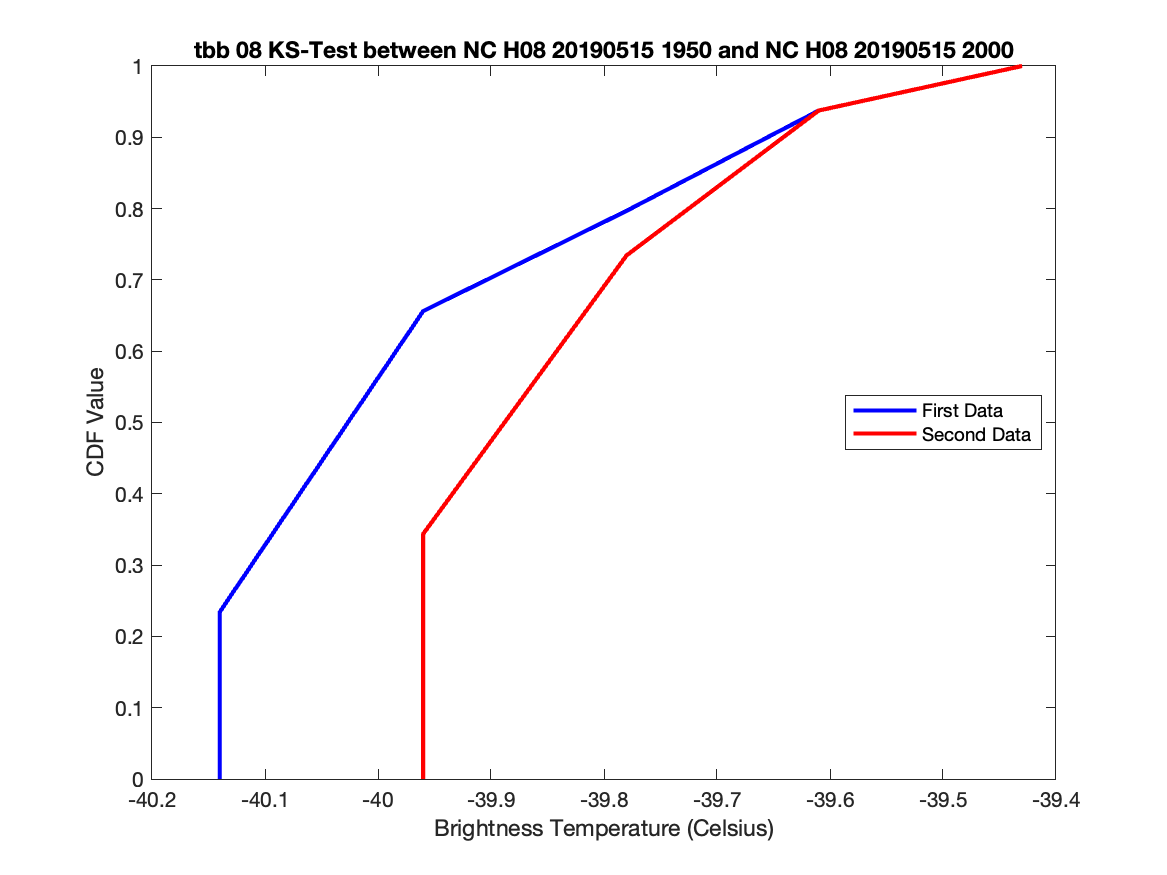 tbb 08 KS-Test between NC H08 20190515 1950 and NC H08 20190515 2000
1
0.9
0.8
0.7
0.6
0.5
0.4
0.3
0.2
0.1
0
CDF Value
First Data
Second Data
-40.2 -40.1 -40 -39.9 -39.8 -39.7 -39.6 -39.5 -39.4
Brightness Temperature (Celsius)